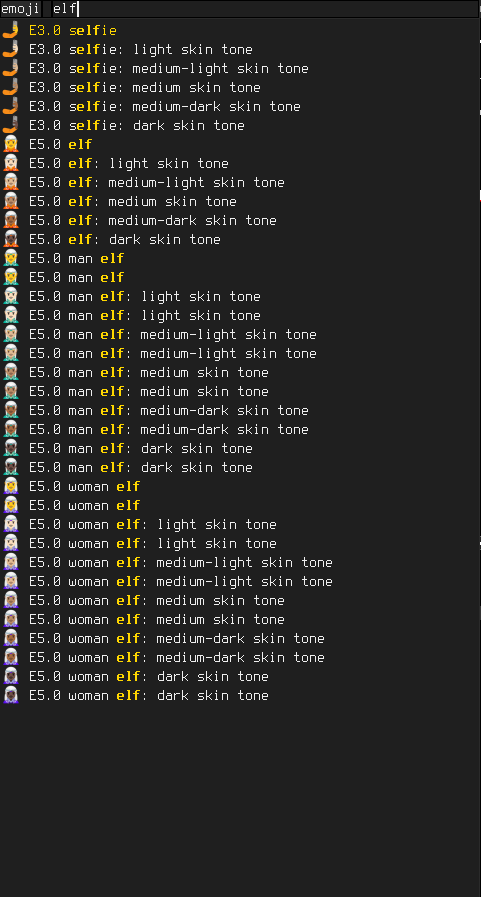 emoji elf
🤳 E3.0 selfie
🤳🏻 E3.0 selfie: light skin tone
🤳🏼 E3.0 selfie: medium-light skin tone
🤳🏽 E3.0 selfie: medium skin tone
🤳🏾 E3.0 selfie: medium-dark skin tone
🤳🏿 E3.0 selfie: dark skin tone
🧝 E5.0 elf
🧝🏻 E5.0 elf: light skin tone
🧝🏼 E5.0 elf: medium-light skin tone
🧝🏽 E5.0 elf: medium skin tone
🧝🏾 E5.0 elf: medium-dark skin tone
🧝🏿 E5.0 elf: dark skin tone
🧝‍♂️ E5.0 man elf
🧝‍♂ E5.0 man elf
🧝🏻‍♂️ E5.0 man elf: light skin tone
🧝🏻‍♂ E5.0 man elf: light skin tone
🧝🏼‍♂️ E5.0 man elf: medium-light skin tone
🧝🏼‍♂ E5.0 man elf: medium-light skin tone
🧝🏽‍♂️ E5.0 man elf: medium skin tone
🧝🏽‍♂ E5.0 man elf: medium skin tone
🧝🏾‍♂️ E5.0 man elf: medium-dark skin tone
🧝🏾‍♂ E5.0 man elf: medium-dark skin tone
🧝🏿‍♂️ E5.0 man elf: dark skin tone
🧝🏿‍♂ E5.0 man elf: dark skin tone
🧝‍♀️ E5.0 woman elf
🧝‍♀ E5.0 woman elf
🧝🏻‍♀️ E5.0 woman elf: light skin tone
🧝🏻‍♀ E5.0 woman elf: light skin tone
🧝🏼‍♀️ E5.0 woman elf: medium-light skin tone
🧝🏼‍♀ E5.0 woman elf: medium-light skin tone
🧝🏽‍♀️ E5.0 woman elf: medium skin tone
🧝🏽‍♀ E5.0 woman elf: medium skin tone
🧝🏾‍♀️ E5.0 woman elf: medium-dark skin tone
🧝🏾‍♀ E5.0 woman elf: medium-dark skin tone
🧝🏿‍♀️ E5.0 woman elf: dark skin tone
🧝🏿‍♀ E5.0 woman elf: dark skin tone